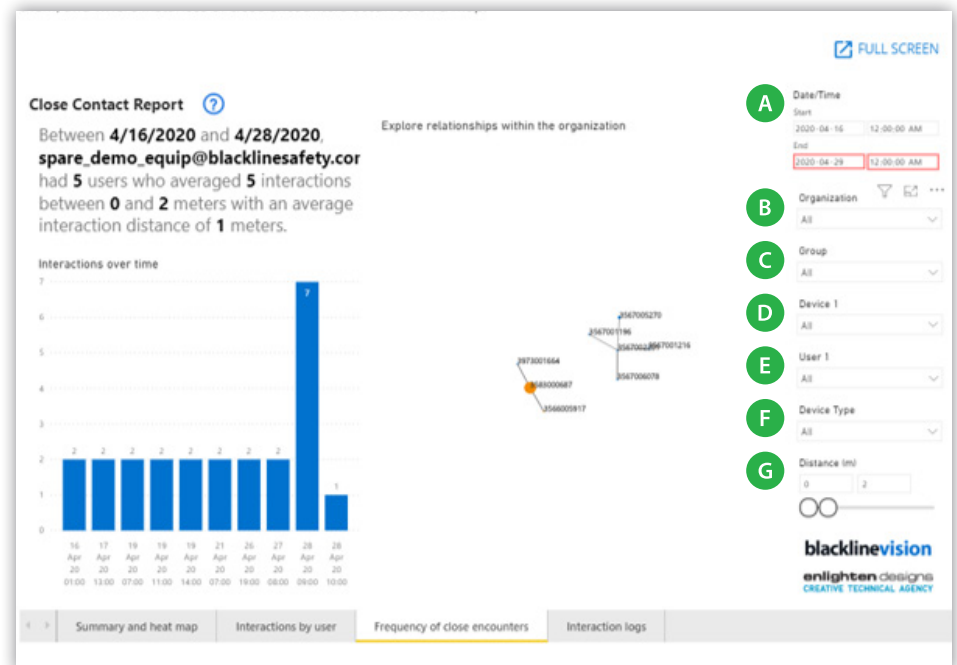 FULL SCREEN
Close Contact Report ?
Between 4/16/2020 and 4/28/2020,
spare_demo_equip@blacklinesafety.cor
had 5 users who averaged 5 interactions
between 0 and 2 meters with an average
interaction distance of 1 meters.
Interactions over time
7
6
5
4
3
2
1
0
2 2 2 2 2 2 2 2 7 1
16 17 19 19 19 21 26 27 28 28
Apr Apr Apr Apr Apr Apr Apr Apr Apr Apr
20 20 20 20 20 20 20 20 20 20
01:00 13:00 07:00 11:00 14:00 07:00 19:00 08:00 09:00 10:00
Explore relationships within the organization
3567005270
3567001196
3567001216
3567006078
3973001664
3566005917
A
Date/Time
Start
2020-04-16 12:00:00 AM
End
2020-04-29 12:00:00 AM
B
Organization
All
C
Group
All
D
Device 1
All
E
User 1
All
F
Device Type
All
G
Distance (m)
0 2
blacklinevision
enlighten designs
CREATIVE TECHNICAL AGENCY
Summary and heat map
Interactions by user
Frequency of close encounters
Interaction logs